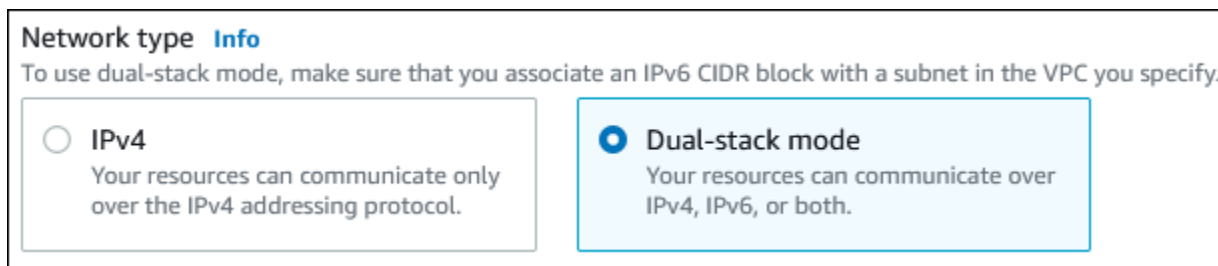 Network type Info
To use dual-stack mode, make sure that you associate an IPv6 CIDR block with a subnet in the VPC you specify.
IPv4
Your resources can communicate only
over the IPv4 addressing protocol.
Dual-stack mode
Your resources can communicate over
IPv4, IPv6, or both.